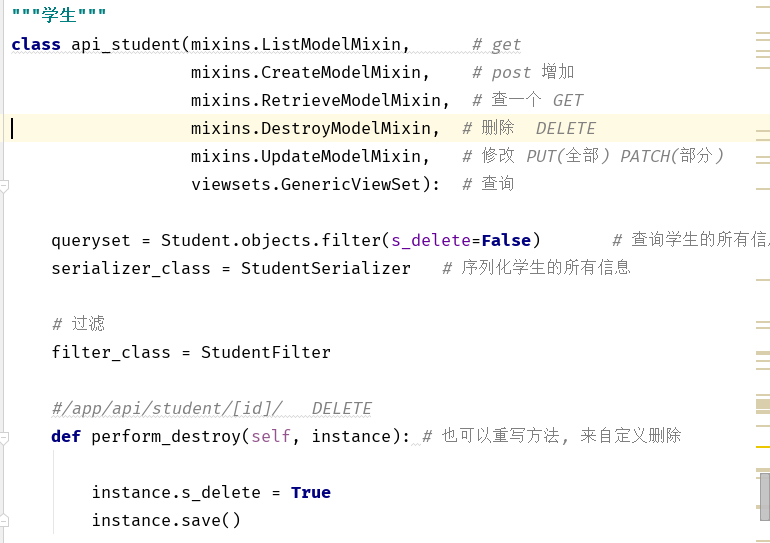 """学生"""
class api_student(mixins.ListModelMixin,      # get
                  mixins.CreateModelMixin,    # post 增加
                  mixins.RetrieveModelMixin,  # 查一个 GET
                  mixins.DestroyModelMixin,  # 删除  DELETE
                  mixins.UpdateModelMixin,   # 修改 PUT(全部) PATCH(部分)
                  viewsets.GenericViewSet):  # 查询
    queryset = Student.objects.filter(s_delete=False)       # 查询学生的所有信
    serializer_class = StudentSerializer   # 序列化学生的所有信息
    # 过滤
    filter_class = StudentFilter
    #/app/api/student/[id]/   DELETE
    def perform_destroy(self, instance): # 也可以重写方法, 来自定义删除
        instance.s_delete = True
        instance.save()